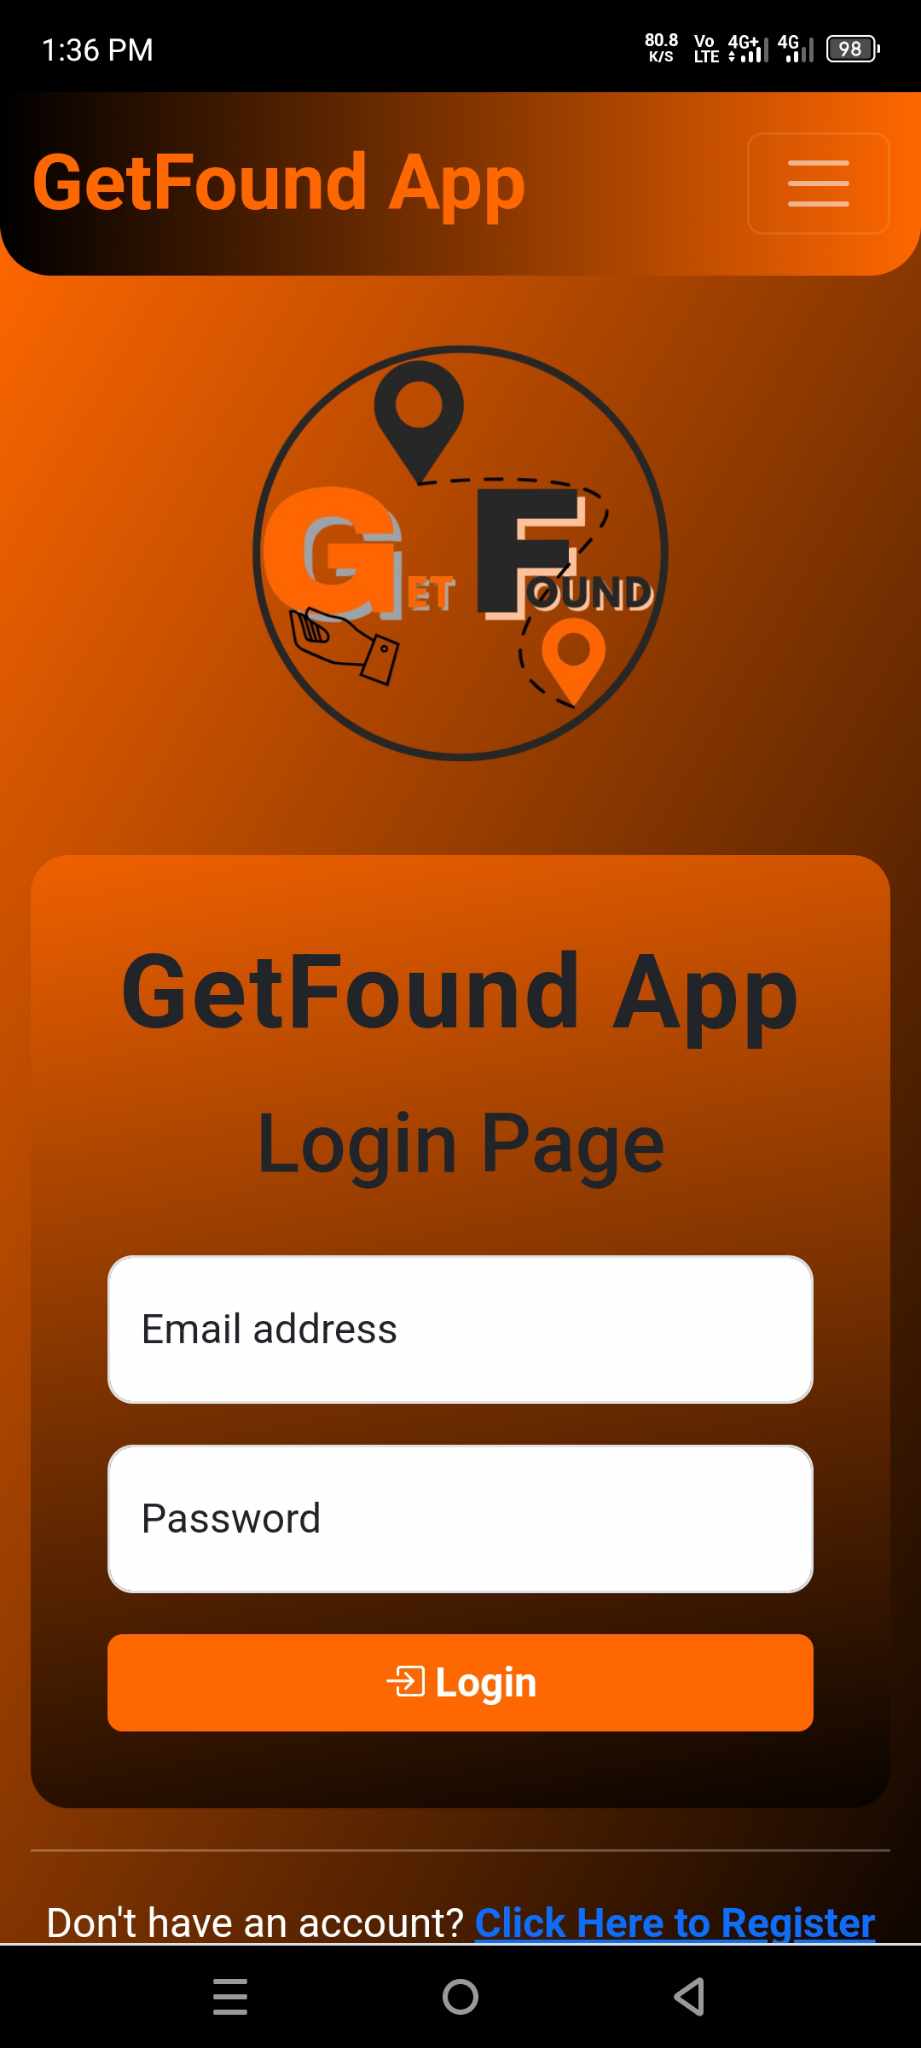 1:36 PM 80.8 K/S Vo LTE 4G+ 4G 98
GetFound App
GET FOUND
GetFound App
Login Page
Email address
Password
Login
Don't have an account? Click Here to Register